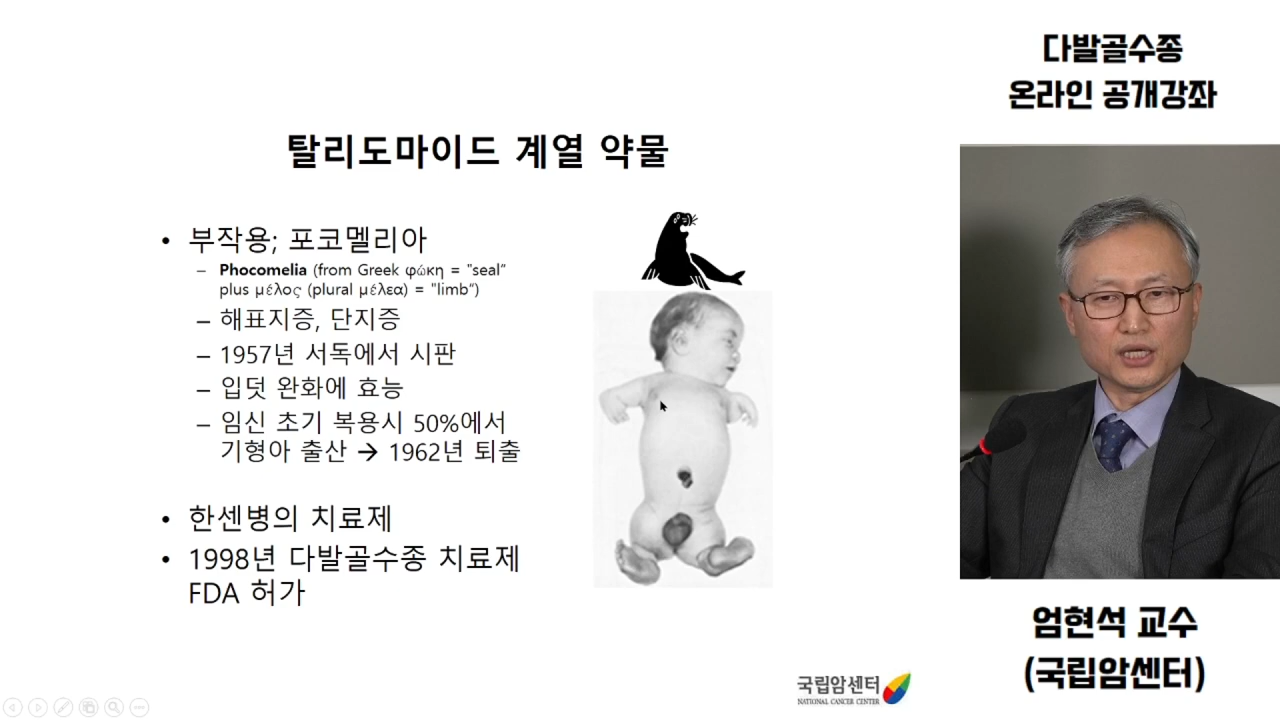 다발골수종
온라인 공개강좌
탈리도마이드 계열 약물
• 부작용; 포코멜리아
– Phocomelia (from Greek φώκη = "seal"
plus μέλος (plural μέλεα) = "limb")
– 해표지증, 단지증
– 1957년 서독에서 시판
– 입덧 완화에 효능
– 임신 초기 복용시 50%에서
기형아 출산 → 1962년 퇴출
• 한센병의 치료제
• 1998년 다발골수종 치료제
FDA 허가
엄현석 교수
(국립암센터)
국립암센터
NATIONAL CANCER CENTER